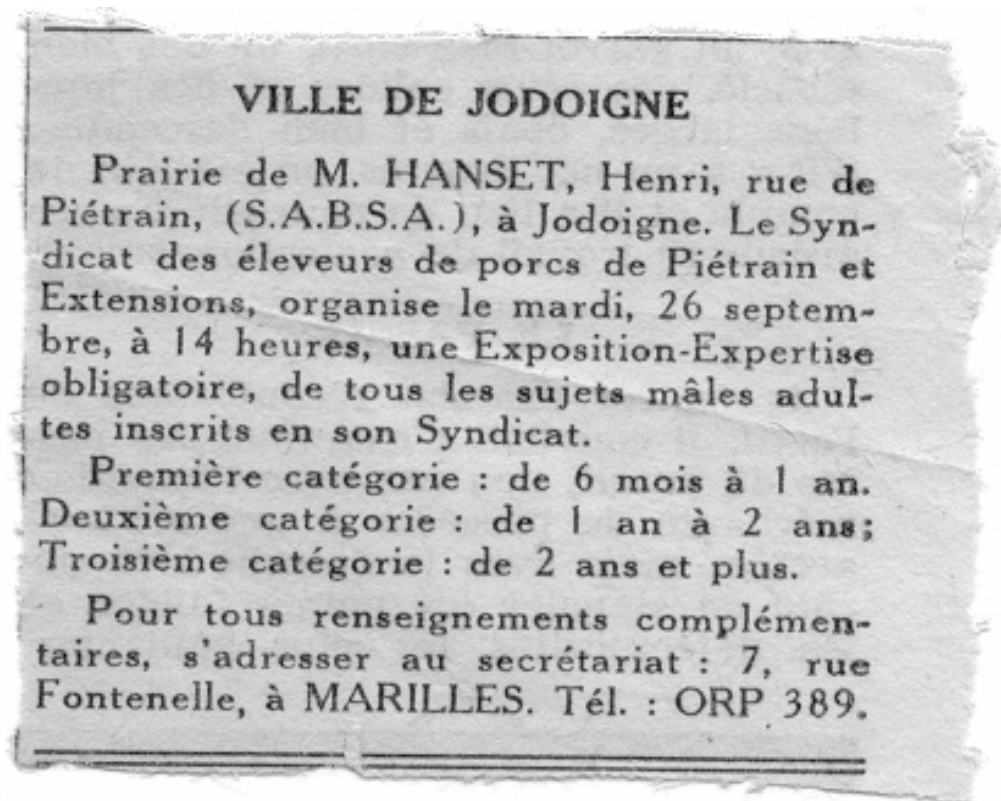 VILLE DE JODOIGNE
Prairie de M. HANSET, Henri, rue de
Piétrain, (S.A.B.S.A.), à Jodoigne. Le Syn-
dicat des éleveurs de porcs de Piétrain et
Extensions, organise le mardi, 26 septem-
bre, à 14 heures, une Exposition-Expertise
obligatoire, de tous les sujets mâles adul-
tes inscrits en son Syndicat.
Première catégorie : de 6 mois à 1 an.
Deuxième catégorie : de 1 an à 2 ans;
Troisième catégorie : de 2 ans et plus.
Pour tous renseignements complémen-
taires, s'adresser au secrétariat : 7, rue
Fontenelle, à MARILLES. Tél. : ORP 389.